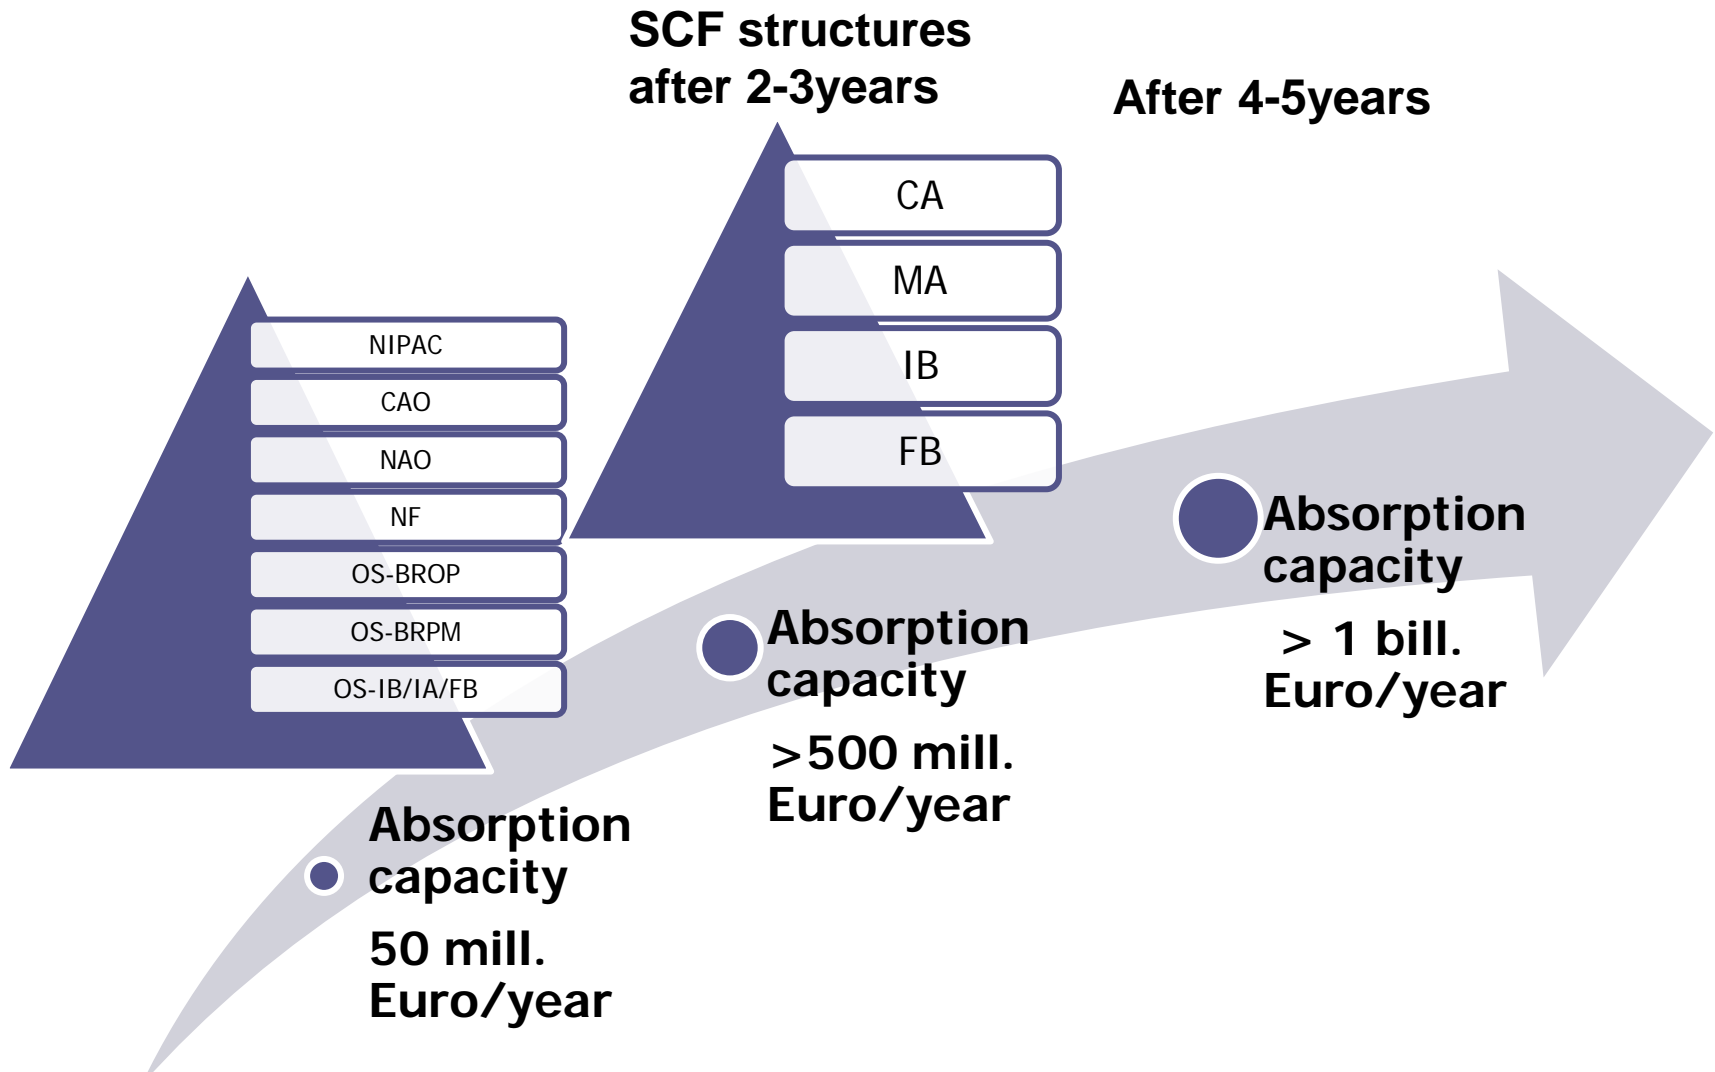 SCF structures
after 2-3years
After 4-5years
CA
MA
IB
FB
NIPAC
CAO
NAO
NF
OS-BROP
OS-BRPM
OS-IB/IA/FB
Absorption
capacity
50 mill.
Euro/year
Absorption
capacity
>500 mill.
Euro/year
Absorption
capacity
> 1 bill.
Euro/year